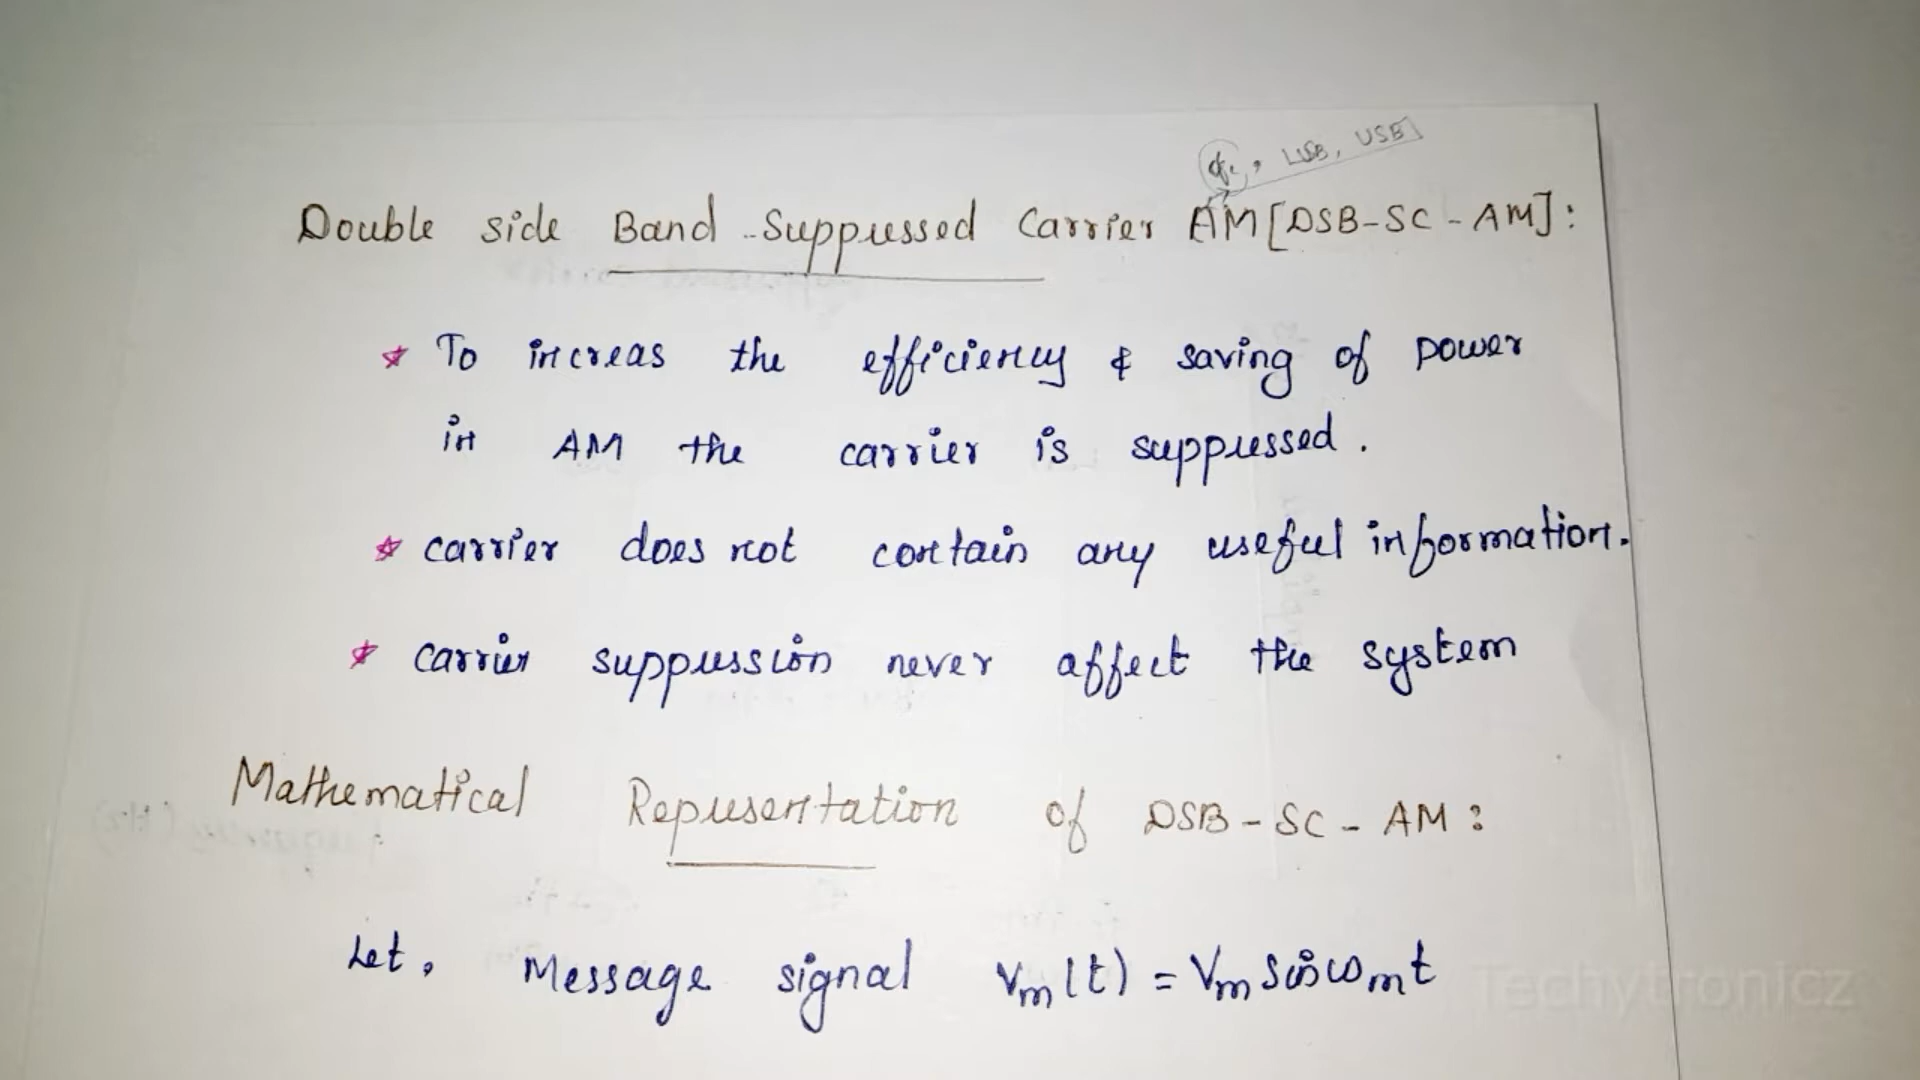 fc, LSB, USB
Double side Band Suppressed Carrier AM [DSB-SC-AM]:
* To increas the efficiency & saving of power
in AM the carrier is suppressed.
* carrier does not contain any useful information.
* carrier suppression never affect the system
Mathematical Representation of DSB-SC-AM:
Let, Message signal Vm(t) = Vm sin ωmt
Techytronicz